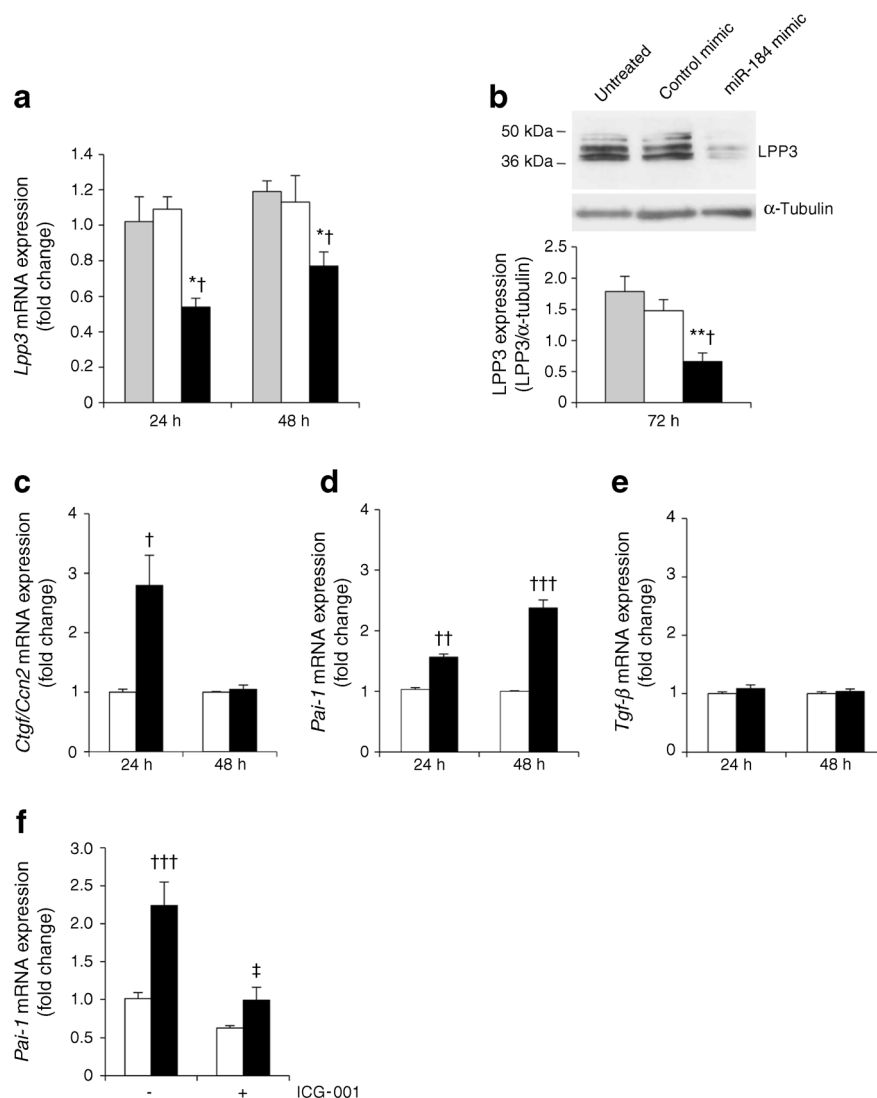 a
Lpp3 mRNA expression
(fold change)
1.4
1.2
1.0
0.8
0.6
0.4
0.2
0
*†
*†
24 h
48 h
b
Untreated
Control mimic
miR-184 mimic
50 kDa
36 kDa
LPP3
α-Tubulin
LPP3 expression
(LPP3/α-tubulin)
2.5
2.0
1.5
1.0
0.5
0
**†
72 h
c
Ctgf/Ccn2 mRNA expression
(fold change)
4
3
2
1
0
†
24 h
48 h
d
Pai-1 mRNA expression
(fold change)
4
3
2
1
0
††
†††
24 h
48 h
e
Tgf-β mRNA expression
(fold change)
4
3
2
1
0
24 h
48 h
f
Pai-1 mRNA expression
(fold change)
3.0
2.5
2.0
1.5
1.0
0.5
0
†††
‡
-
+
ICG-001